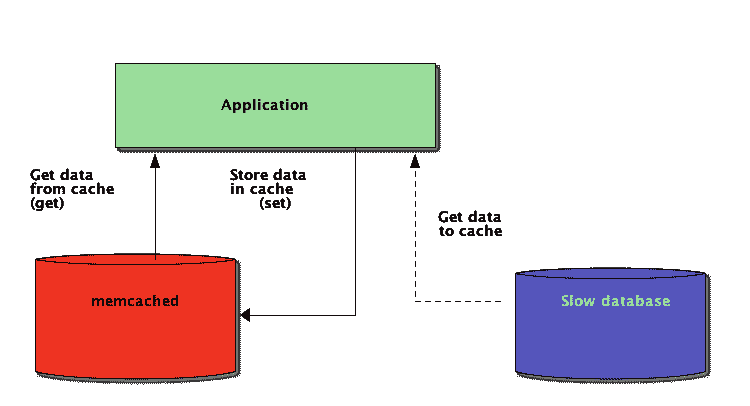 Application
Get data
from cache
(get)
Store data
in cache
(set)
Get data
to cache
memcached
Slow database